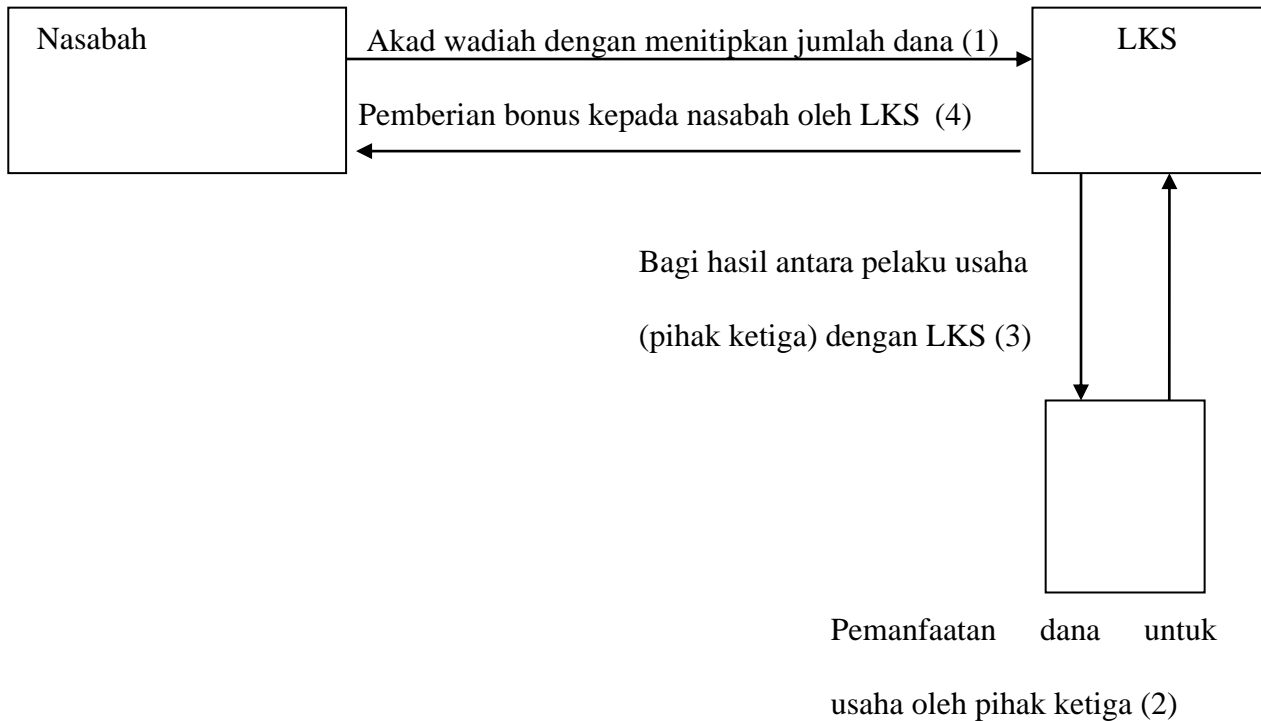 Nasabah
Akad wadiah dengan menitipkan jumlah dana (1)
LKS
Pemberian bonus kepada nasabah oleh LKS (4)
Bagi hasil antara pelaku usaha
(pihak ketiga) dengan LKS (3)
Pemanfaatan dana untuk
usaha oleh pihak ketiga (2)